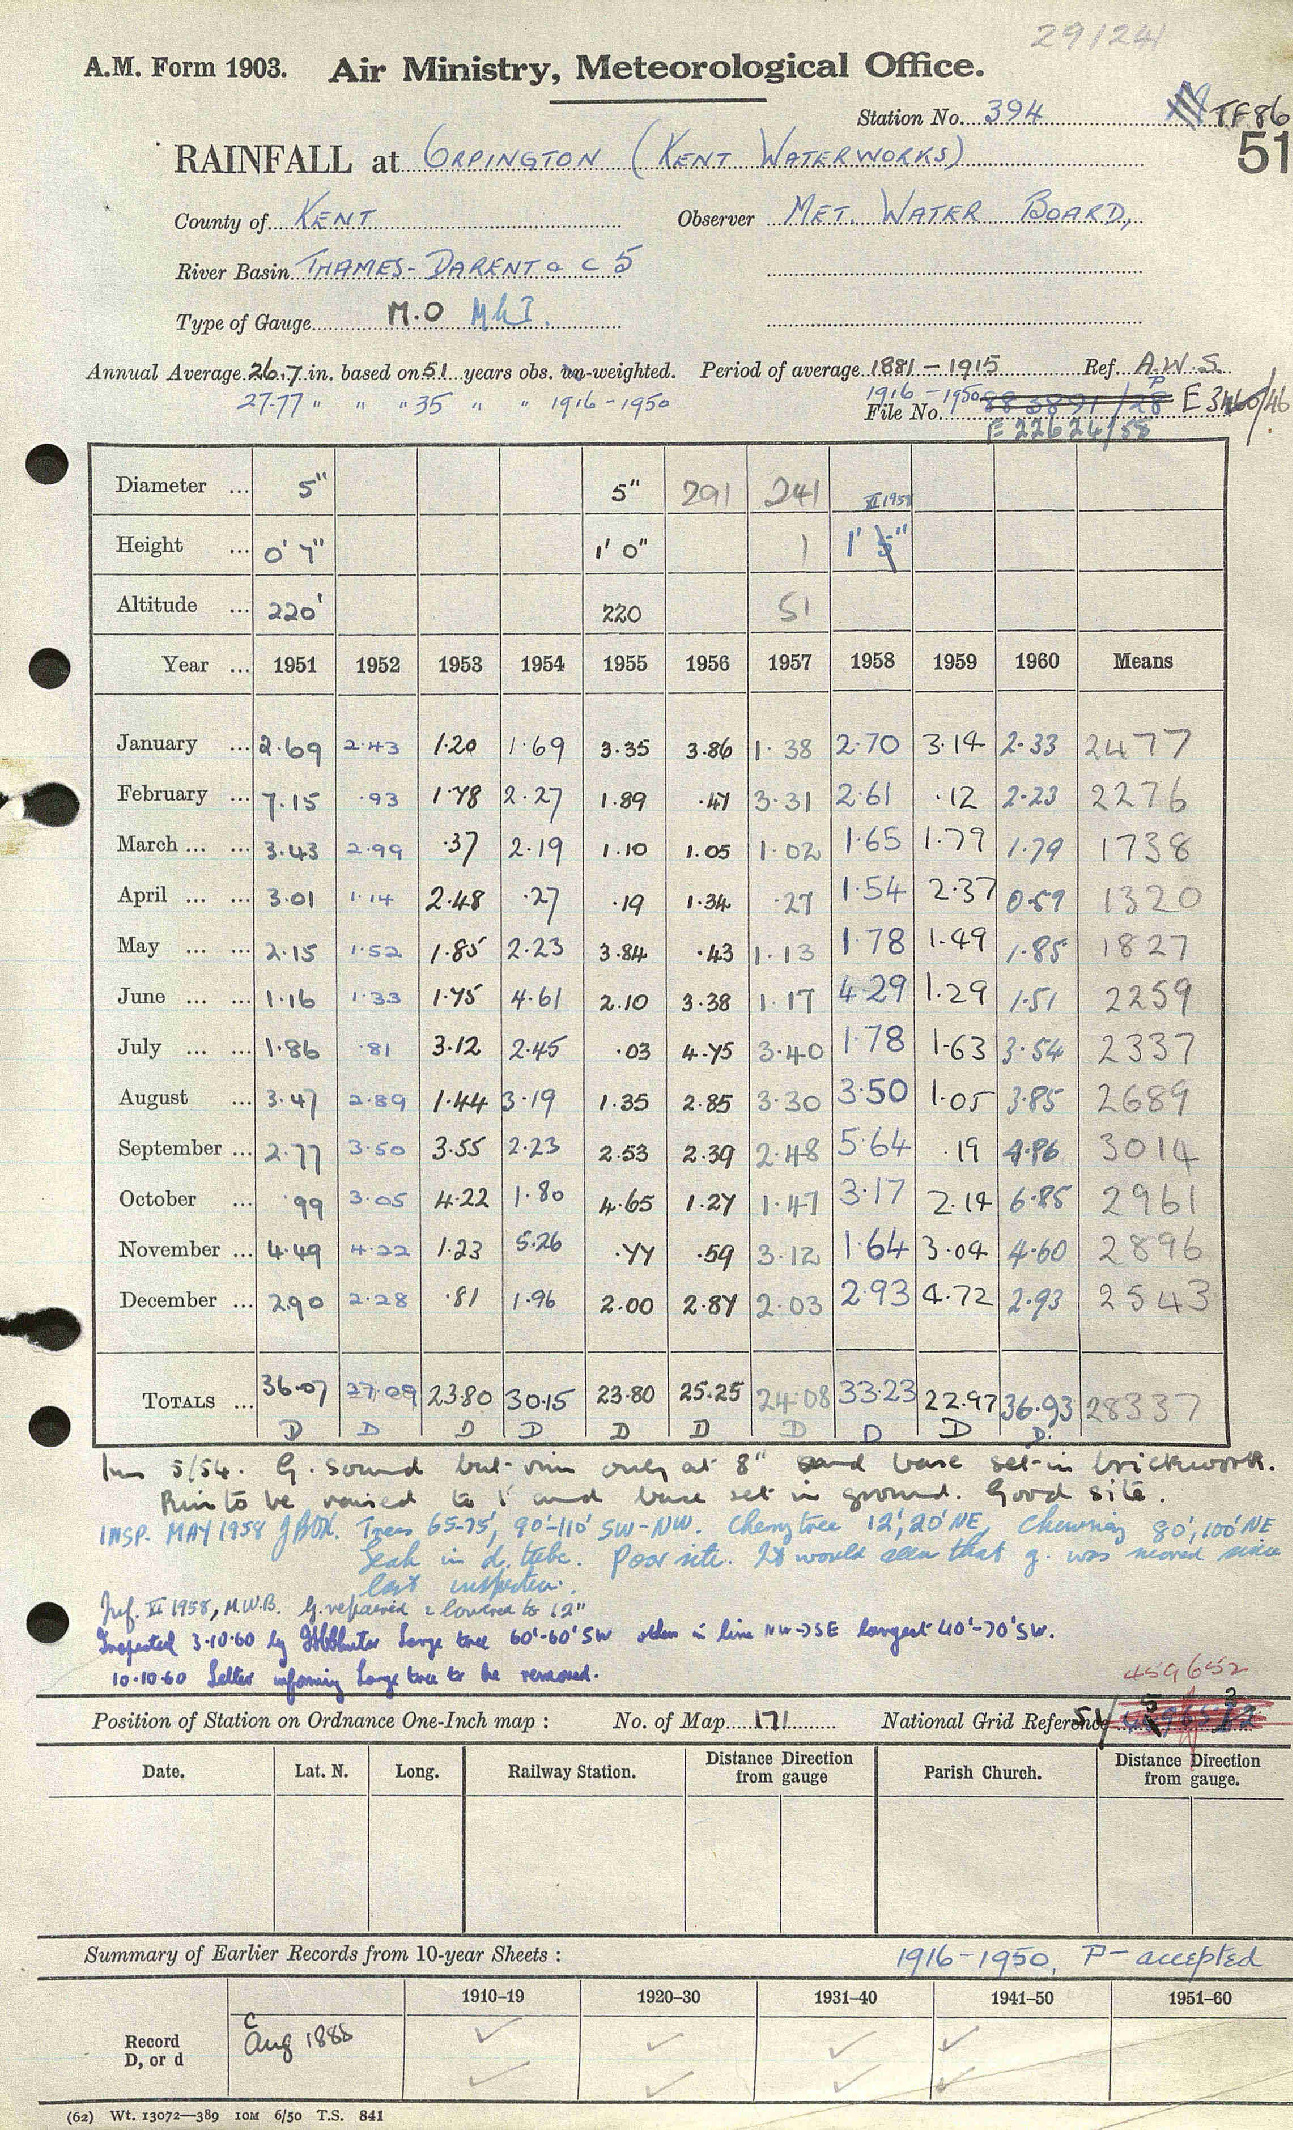 29/241
A.M. Form 1903. Air Ministry, Meteorological Office.
Station No. 394 TF86
51
RAINFALL at ORPINGTON (KENT WATERWORKS)
County of KENT Observer MET. WATER BOARD,
River Basin THAMES- DARENT & C 5
Type of Gauge M.O Mk I.
Annual Average 26.7 in. based on 51 years obs. un-weighted. Period of average 1881 - 1915 Ref. A.W.S.
27.77 " " " 35 " " 1916 - 1950 1916 - 1950 File No. 88 5891/28 E 3460/46
E 22624/58
Diameter ... 5" 5" 291 241 XI 1958
Height ... 0' 7" 1' 0" 1 1' 5"
Altitude ... 220' 220 51
Year ... 1951 1952 1953 1954 1955 1956 1957 1958 1959 1960 Means
January ... 2.69 2.43 1.20 1.69 3.35 3.86 1.38 2.70 3.14 2.33 2477
February ... 7.15 .93 1.78 2.27 1.89 .47 3.31 2.61 .12 2.23 2276
March ... ... 3.43 2.99 .37 2.19 1.10 1.05 1.02 1.65 1.79 1.79 1738
April ... ... 3.01 1.14 2.48 .27 .19 1.34 .27 1.54 2.37 0.59 1320
May ... ... 2.15 1.52 1.85 2.23 3.84 .43 1.13 1.78 1.49 1.85 1827
June ... ... 1.16 1.33 1.75 4.61 2.10 3.38 1.17 4.29 1.29 1.51 2259
July ... ... 1.86 .81 3.12 2.45 .03 4.75 3.40 1.78 1.63 3.54 2337
August ... 3.47 2.89 1.44 3.19 1.35 2.85 3.30 3.50 1.05 3.85 2689
September ... 2.77 3.50 3.55 2.23 2.53 2.39 2.48 5.64 .19 4.86 3014
October ... .99 3.05 4.22 1.80 4.65 1.27 1.47 3.17 2.14 6.85 2961
November ... 4.49 4.22 1.23 5.26 .77 .59 3.12 1.64 3.04 4.60 2896
December ... 2.90 2.28 .81 1.96 2.00 2.87 2.03 2.93 4.72 2.93 2543
TOTALS ... 36.07 27.09 23.80 30.15 23.80 25.25 24.08 33.23 22.97 36.93 28337
D D D D D D D D D D.
Ins 5/54. G. sound but rim only at 8" and base set in brickwork.
Rim to be raised to 1' and base set in ground. Good site.
INSP. MAY 1958 Trees 65-75', 90'-110' SW-NW. Cherry tree 12', 20' NE, Chimney 80', 100' NE
Leak in d. tube. Poor site. It would seem that g. was moved since
last inspection.
Inf. XI 1958, M.W.B. G. repaired & lowered to 12"
Inspected 3.10.60 by Large tree 60'-60' SW in line NW-SE largest 40'-70' SW.
10.10.60 Letter informing large tree to be removed.
459652
Position of Station on Ordnance One-Inch map : No. of Map 171 National Grid Reference 51/
Date. Lat. N. Long. Railway Station. Distance Direction from gauge Parish Church. Distance Direction from gauge.
Summary of Earlier Records from 10-year Sheets : 1916-1950, P- accepted
1910-19 1920-30 1931-40 1941-50 1951-60
Record D, or d C Aug 1888
(62) Wt. 13072—389 10M 6/50 T.S. 841